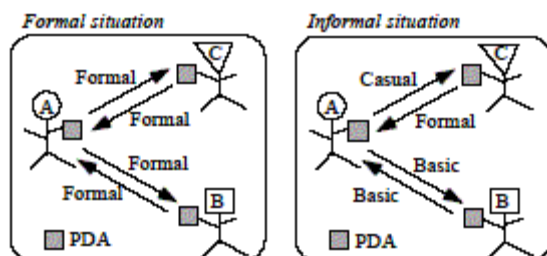 Formal situation
Formal
C
A
Formal
Formal
Formal
B
PDA
Informal situation
Casual
C
A
Formal
Basic
Basic
B
PDA